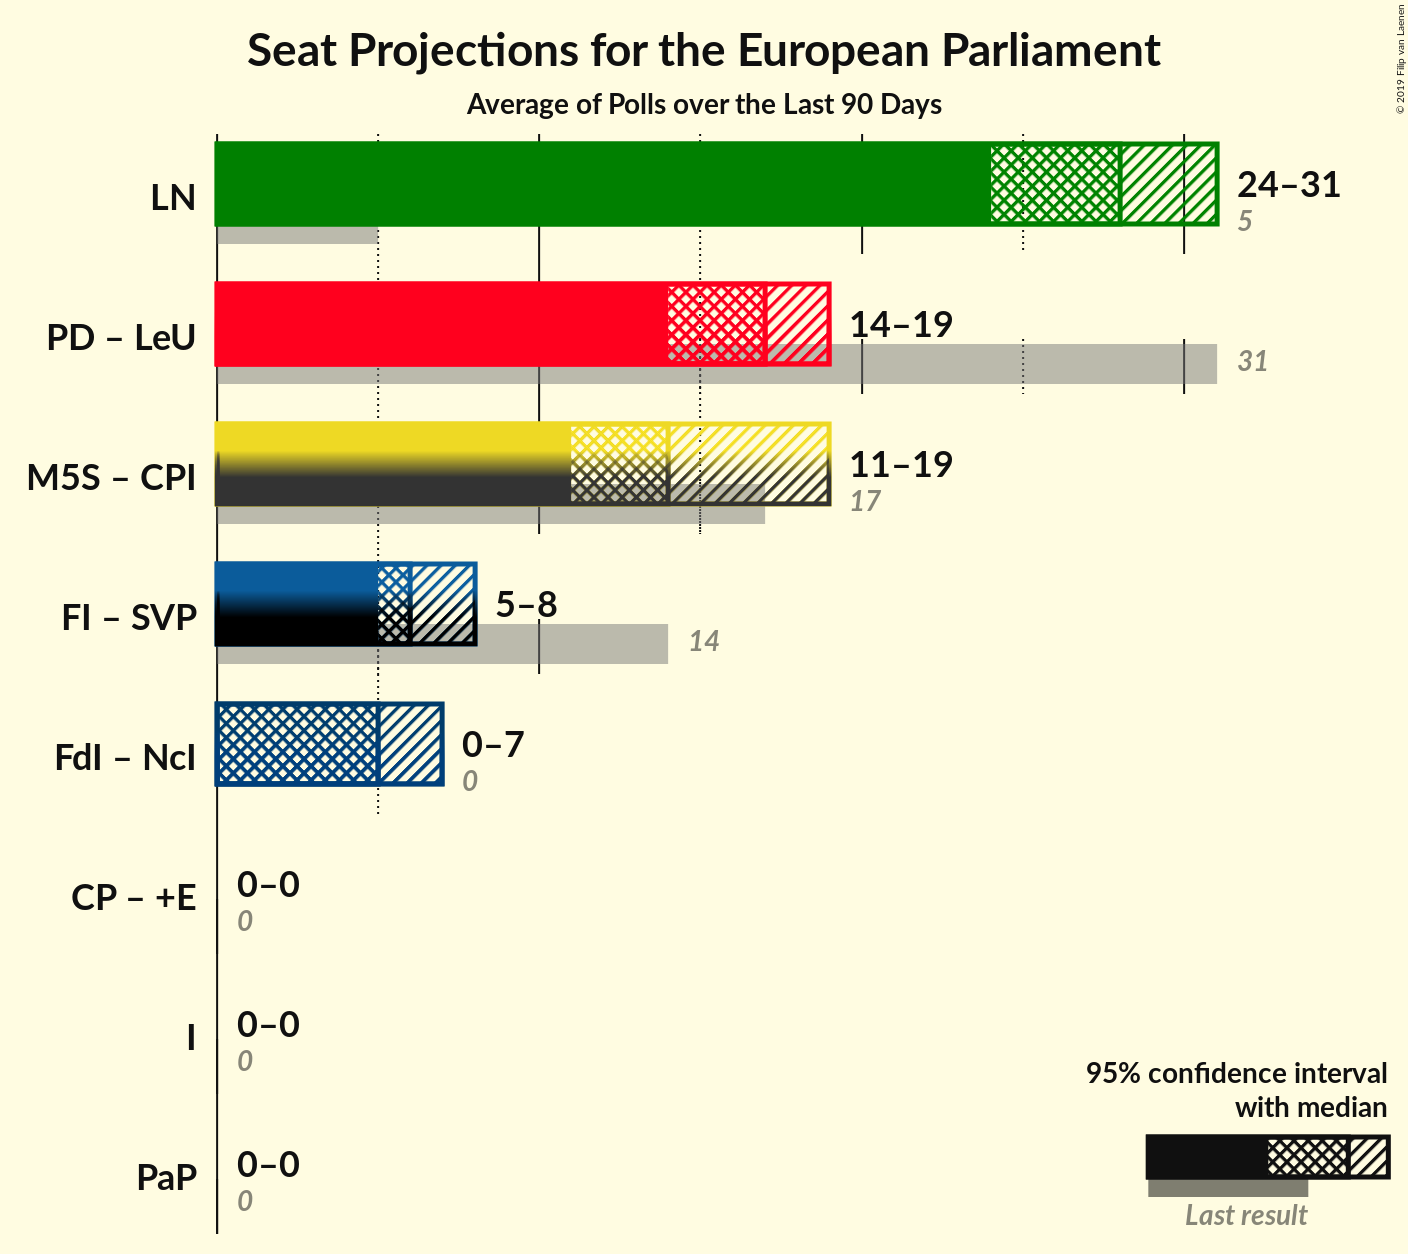 Seat Projections for the European Parliament
Average of Polls over the Last 90 Days
© 2019 Filip van Laenen
LN
24–31
5
PD – LeU
14–19
31
M5S – CPI
11–19
17
FI – SVP
5–8
14
FdI – NcI
0–7
0
CP – +E
0–0
0
I
0–0
0
PaP
0–0
0
95% confidence interval
with median
Last result